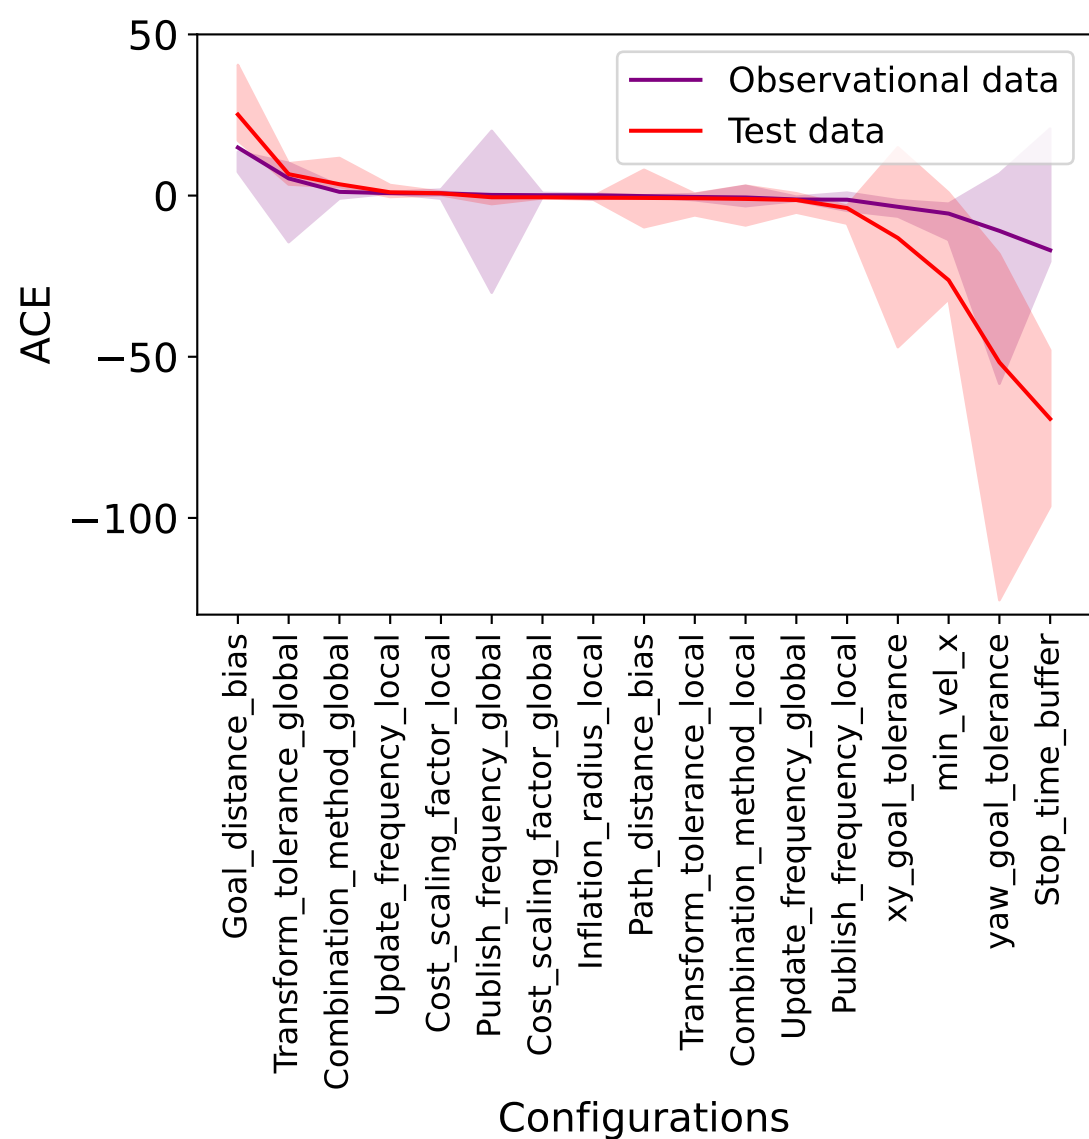 50
0
−50
−100
ACE
Observational data
Test data
Goal_distance_bias
Transform_tolerance_global
Combination_method_global
Update_frequency_local
Cost_scaling_factor_local
Publish_frequency_global
Cost_scaling_factor_global
Inflation_radius_local
Path_distance_bias
Transform_tolerance_local
Combination_method_local
Update_frequency_global
Publish_frequency_local
xy_goal_tolerance
min_vel_x
yaw_goal_tolerance
Stop_time_buffer
Configurations